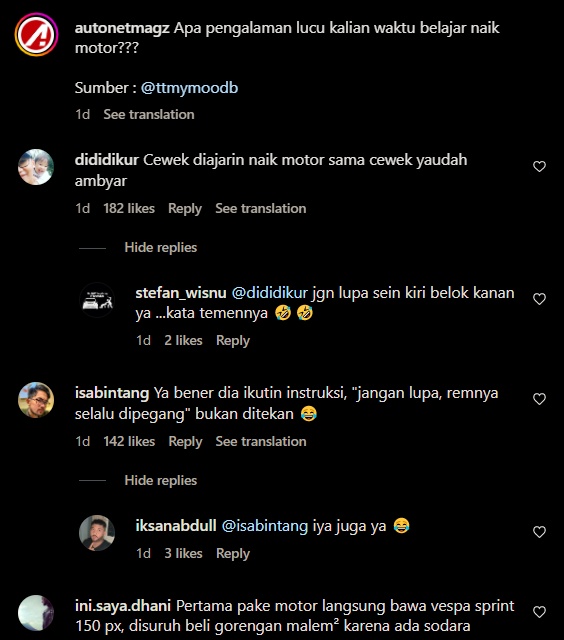 autonetmagz Apa pengalaman lucu kalian waktu belajar naik
motor???
Sumber : @ttmymoodb
1d See translation
dididikur Cewek diajarin naik motor sama cewek yaudah
ambyar
1d 182 likes Reply See translation
Hide replies
stefan_wisnu @dididikur jgn lupa sein kiri belok kanan
ya ...kata temennya 🤣🤣
1d 2 likes Reply
isabintang Ya bener dia ikutin instruksi, "jangan lupa, remnya
selalu dipegang" bukan ditekan 😂
1d 142 likes Reply See translation
Hide replies
iksanabdull @isabintang iya juga ya 😂
1d 3 likes Reply
ini.saya.dhani Pertama pake motor langsung bawa vespa sprint
150 px, disuruh beli gorengan malem² karena ada sodara